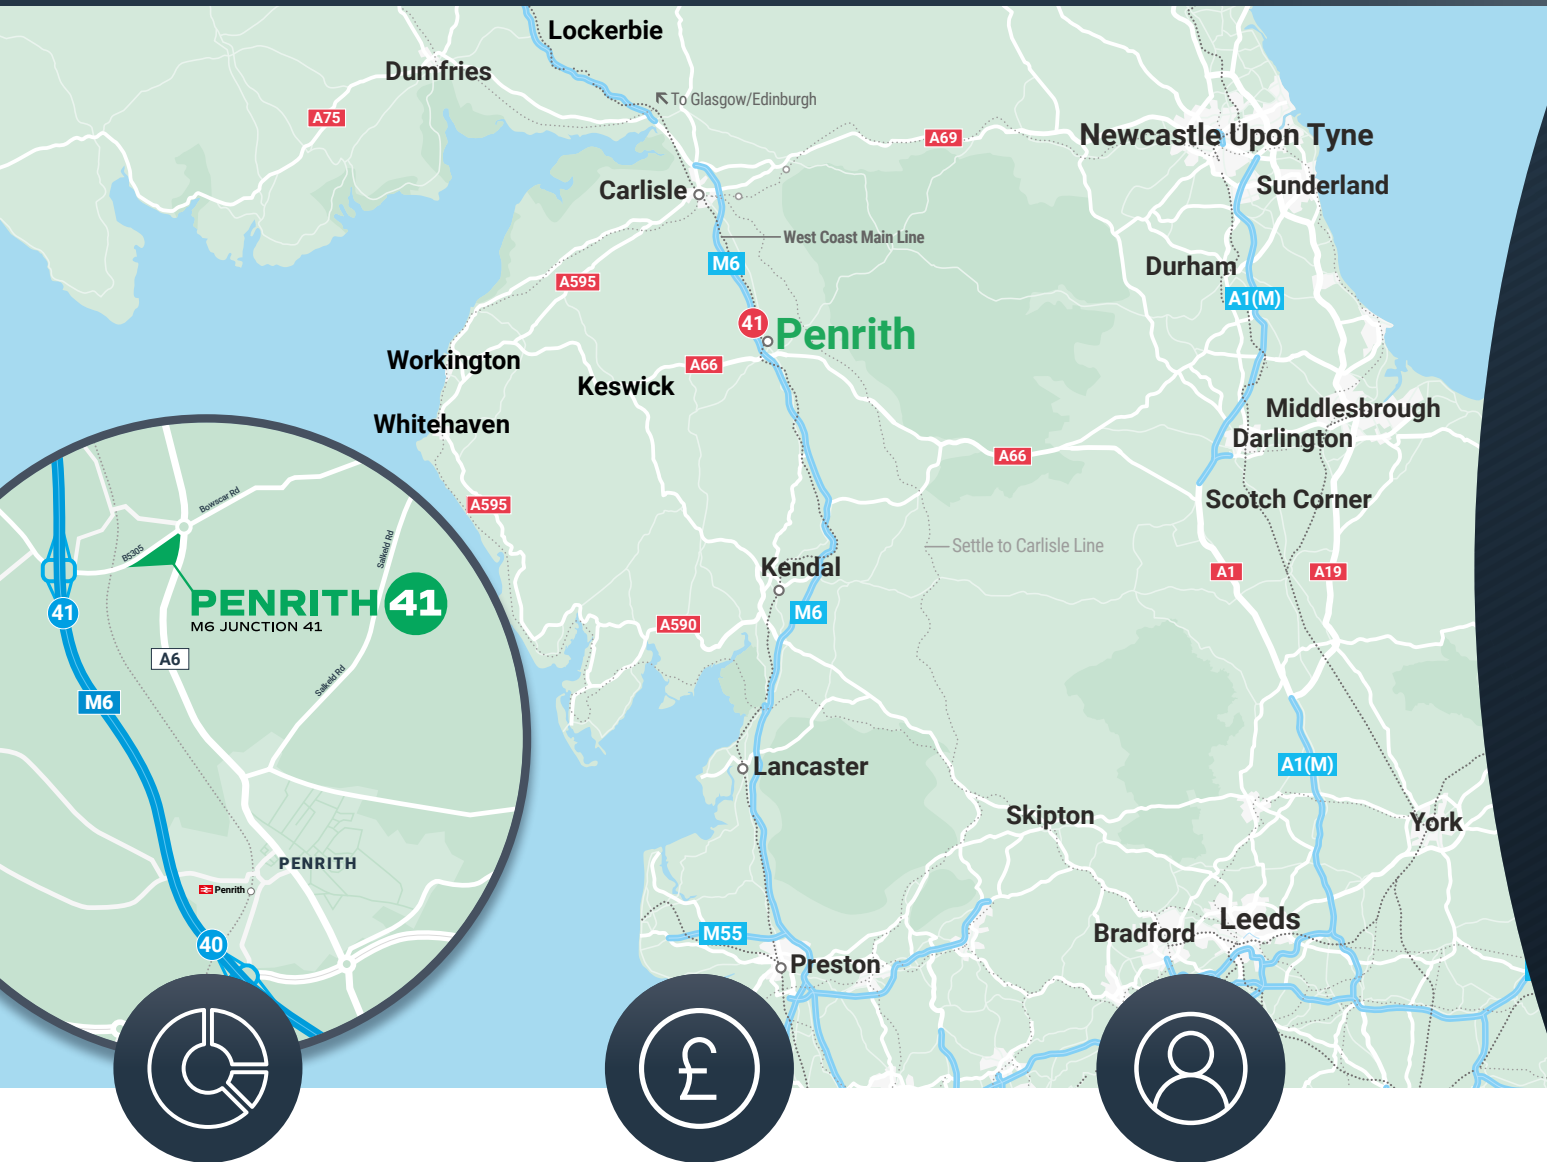 Lockerbie
Dumfries
To Glasgow/Edinburgh
A75
A69
Newcastle Upon Tyne
Carlisle
Sunderland
West Coast Main Line
M6
Durham
A595
A1(M)
41
Penrith
Workington
A66
Keswick
Whitehaven
Middlesbrough
Darlington
A66
Scotch Corner
A595
Settle to Carlisle Line
Kendal
A1
A19
M6
A590
Lancaster
A1(M)
Skipton
York
M55
Bradford
Leeds
Preston
Bowscar Rd
B5305
Salkeld Rd
PENRITH 41
M6 JUNCTION 41
41
A6
Salkeld Rd
M6
PENRITH
Penrith
40
£